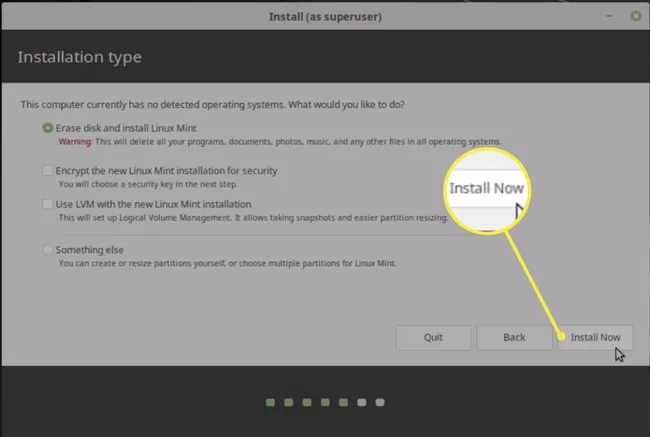 Install (as superuser)
Installation type
This computer currently has no detected operating systems. What would you like to do?
Erase disk and install Linux Mint
Warning: This will delete all your programs, documents, photos, music, and any other files in all operating systems.
Encrypt the new Linux Mint installation for security
You will choose a security key in the next step.
Install Now
Use LVM with the new Linux Mint installation
This will set up Logical Volume Management. It allows taking snapshots and easier partition resizing.
Something else
You can create or resize partitions yourself, or choose multiple partitions for Linux Mint.
Quit Back Install Now